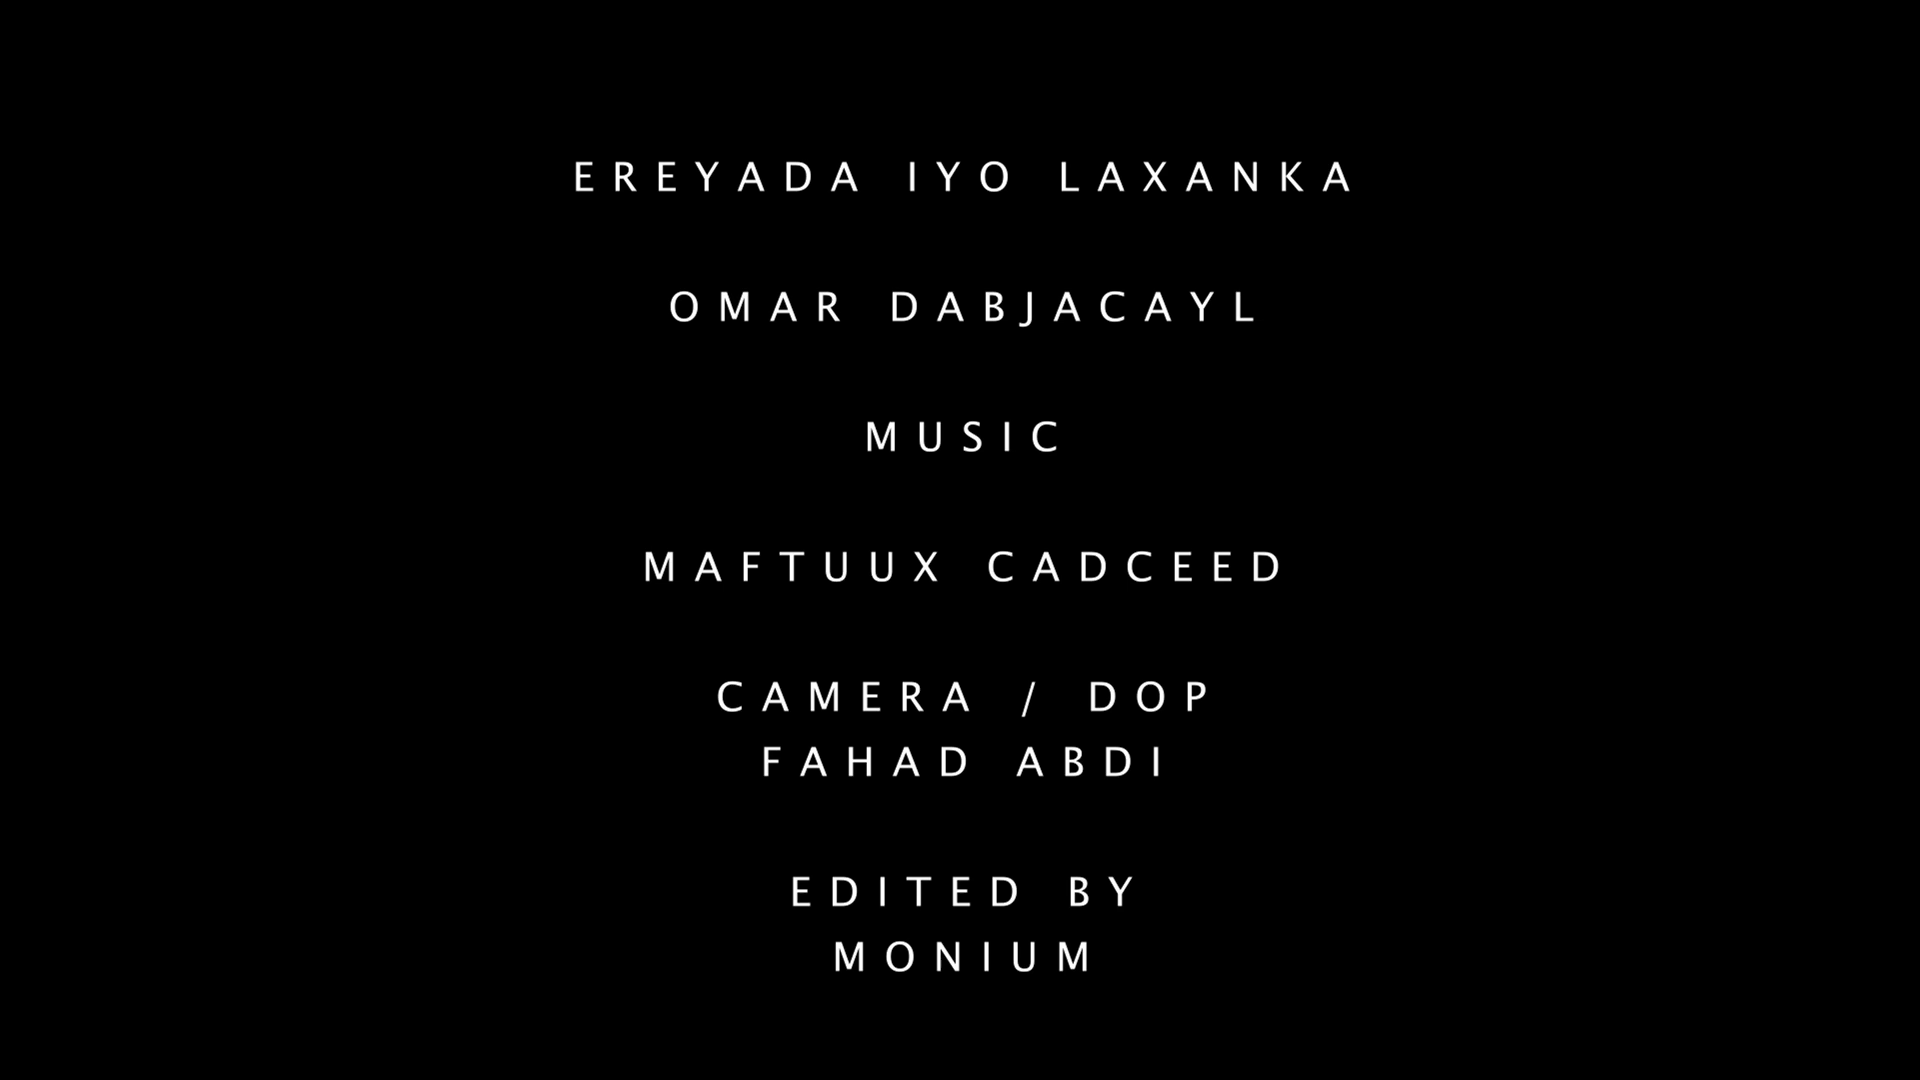 EREYADA IYO LAXANKA
OMAR DABJACAYL
MUSIC
MAFTUUX CADCEED
CAMERA / DOP
FAHAD ABDI
EDITED BY
MONIUM